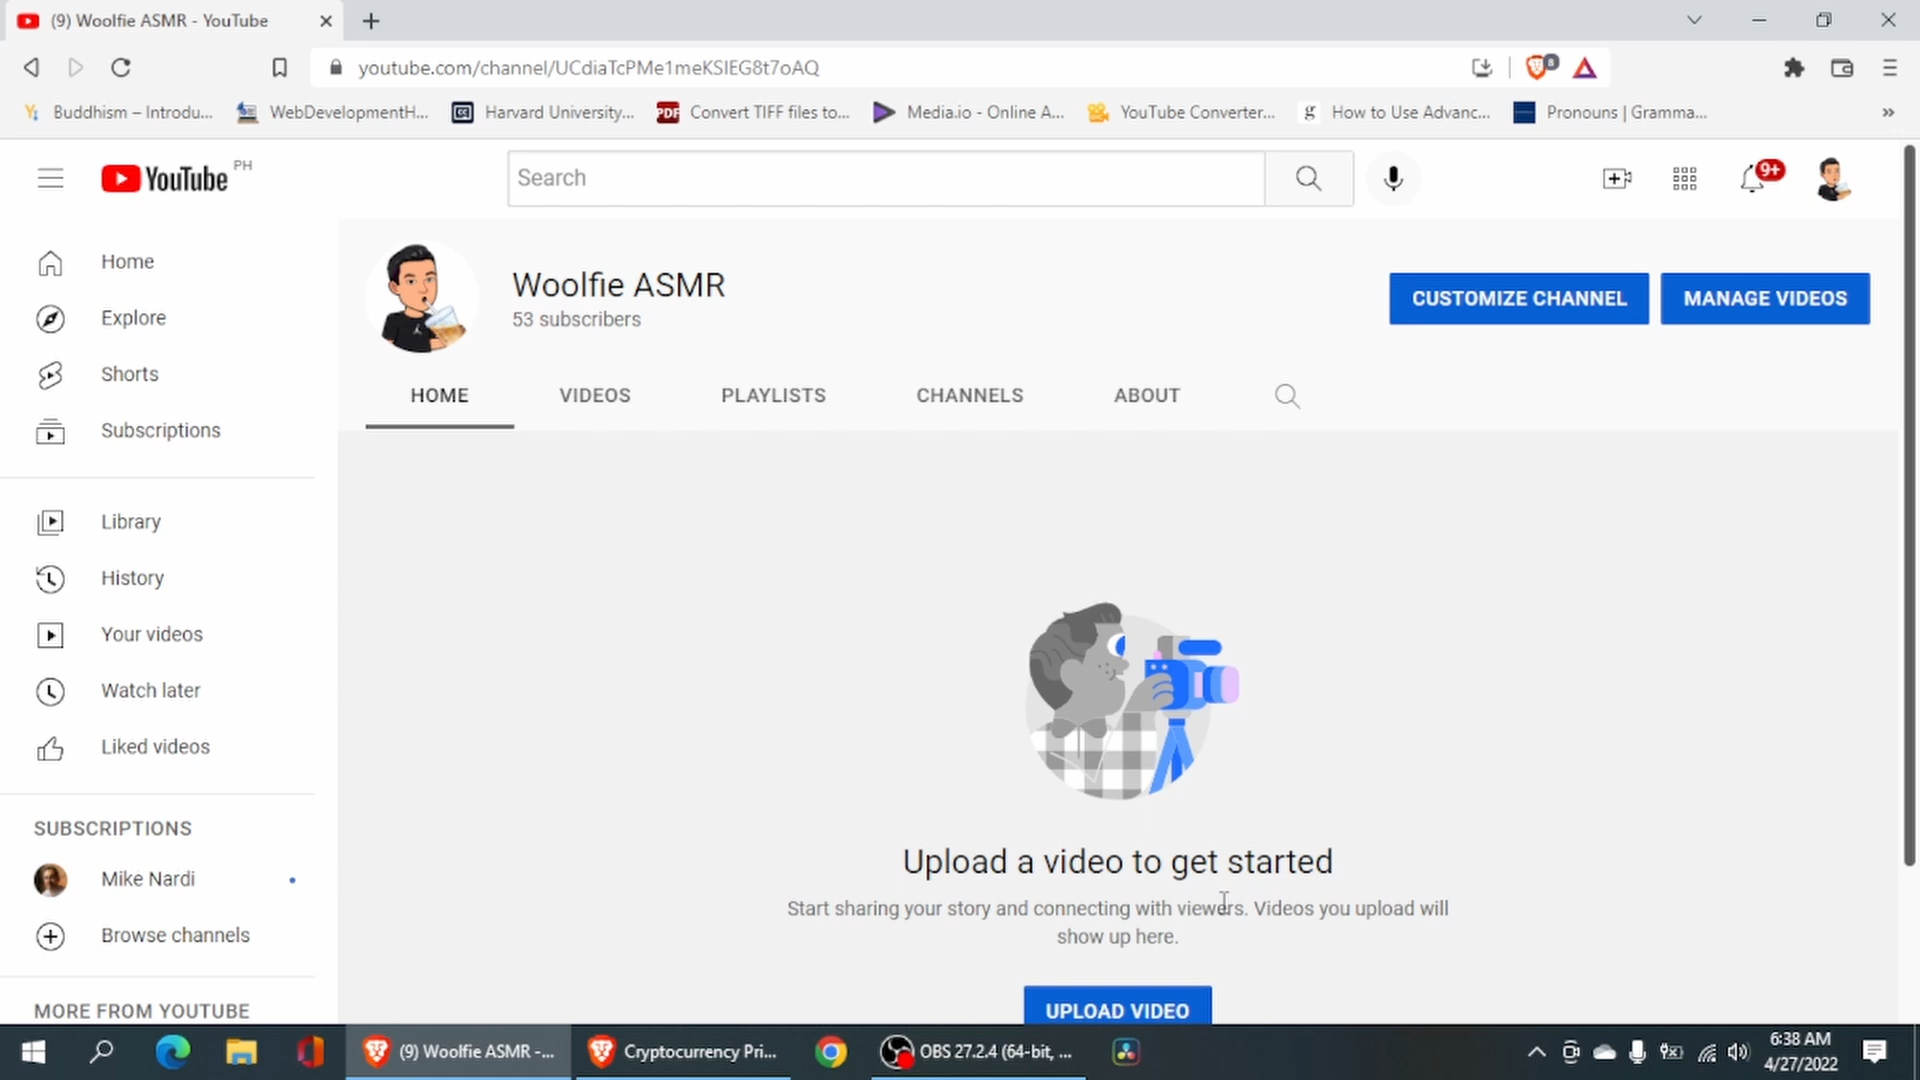 (9) Woolfie ASMR - YouTube
youtube.com/channel/UCdiaTcPMe1meKSIEG8t7oAQ
8
Buddhism – Introdu...
WebDevelopmentH...
Harvard University...
PDF
Convert TIFF files to...
Media.io - Online A...
YouTube Converter...
g
How to Use Advanc...
Pronouns | Gramma...
YouTube PH
Search
9+
Home
Explore
Shorts
Subscriptions
Library
History
Your videos
Watch later
Liked videos
SUBSCRIPTIONS
Mike Nardi
Browse channels
MORE FROM YOUTUBE
Woolfie ASMR
53 subscribers
CUSTOMIZE CHANNEL
MANAGE VIDEOS
HOME
VIDEOS
PLAYLISTS
CHANNELS
ABOUT
Upload a video to get started
Start sharing your story and connecting with viewers. Videos you upload will
show up here.
UPLOAD VIDEO
(9) Woolfie ASMR -...
Cryptocurrency Pri...
OBS 27.2.4 (64-bit, ...
6:38 AM
4/27/2022